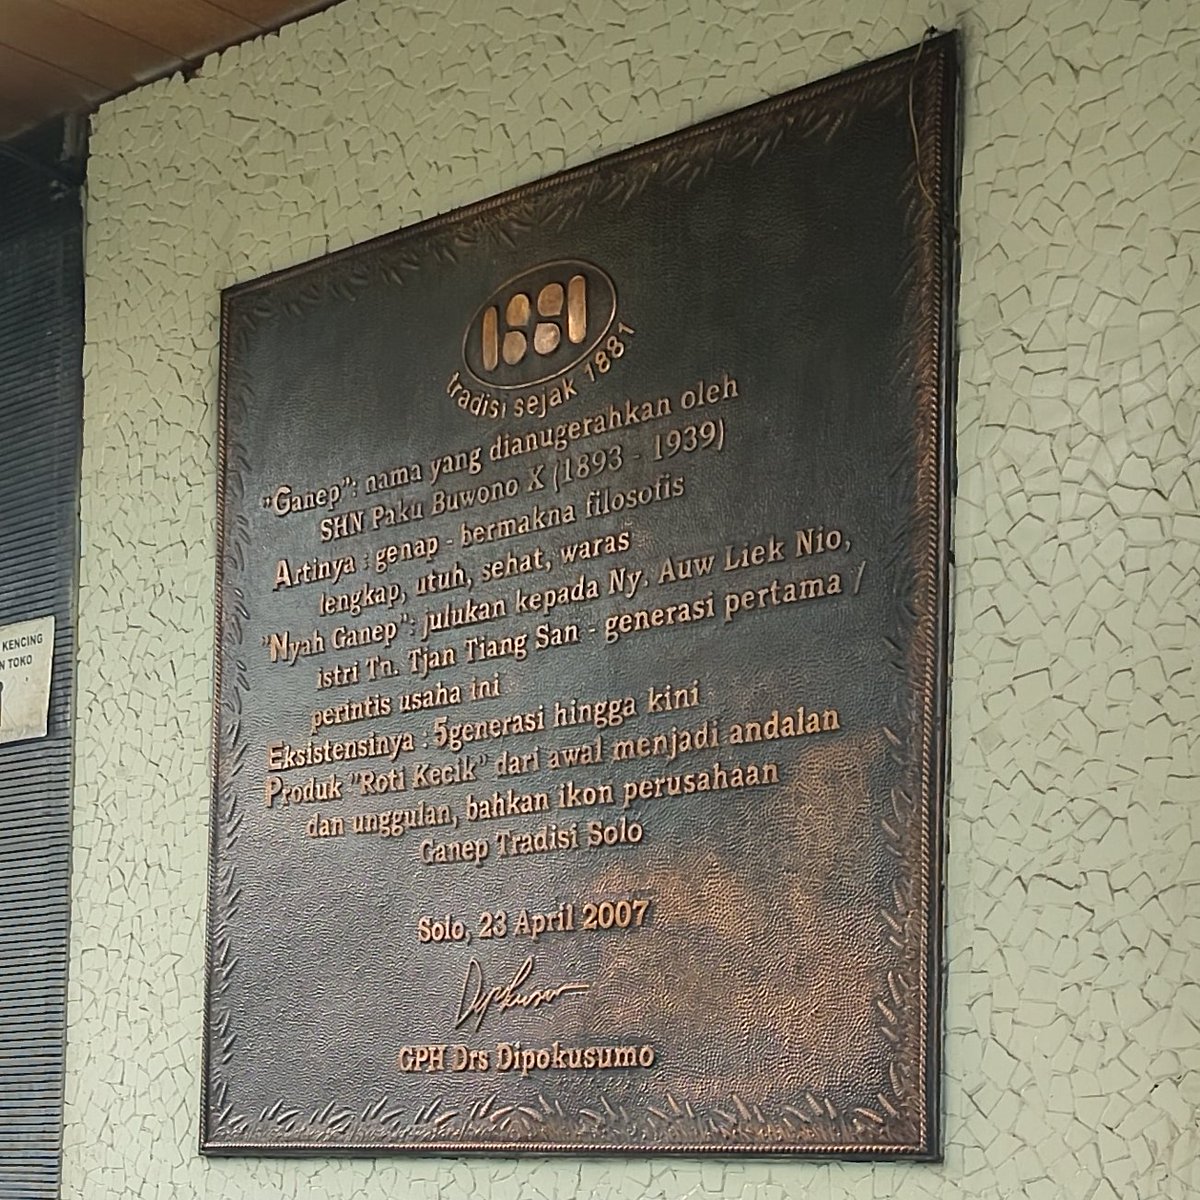 1881
tradisi sejak 1881
"Ganep": nama yang dianugerahkan oleh
SHN Paku Buwono X (1893 - 1939)
Artinya : genap - bermakna filosofis
lengkap, utuh, sehat, waras
"Nyah Ganep": julukan kepada Ny. Auw Liek Nio,
istri Tn. Tjan Tiang San - generasi pertama /
perintis usaha ini
Eksistensinya : 5generasi hingga kini
Produk "Roti Kecik" dari awal menjadi andalan
dan unggulan, bahkan ikon perusahaan
Ganep Tradisi Solo
Solo, 23 April 2007
GPH Drs Dipokusumo
KENCING
TOKO